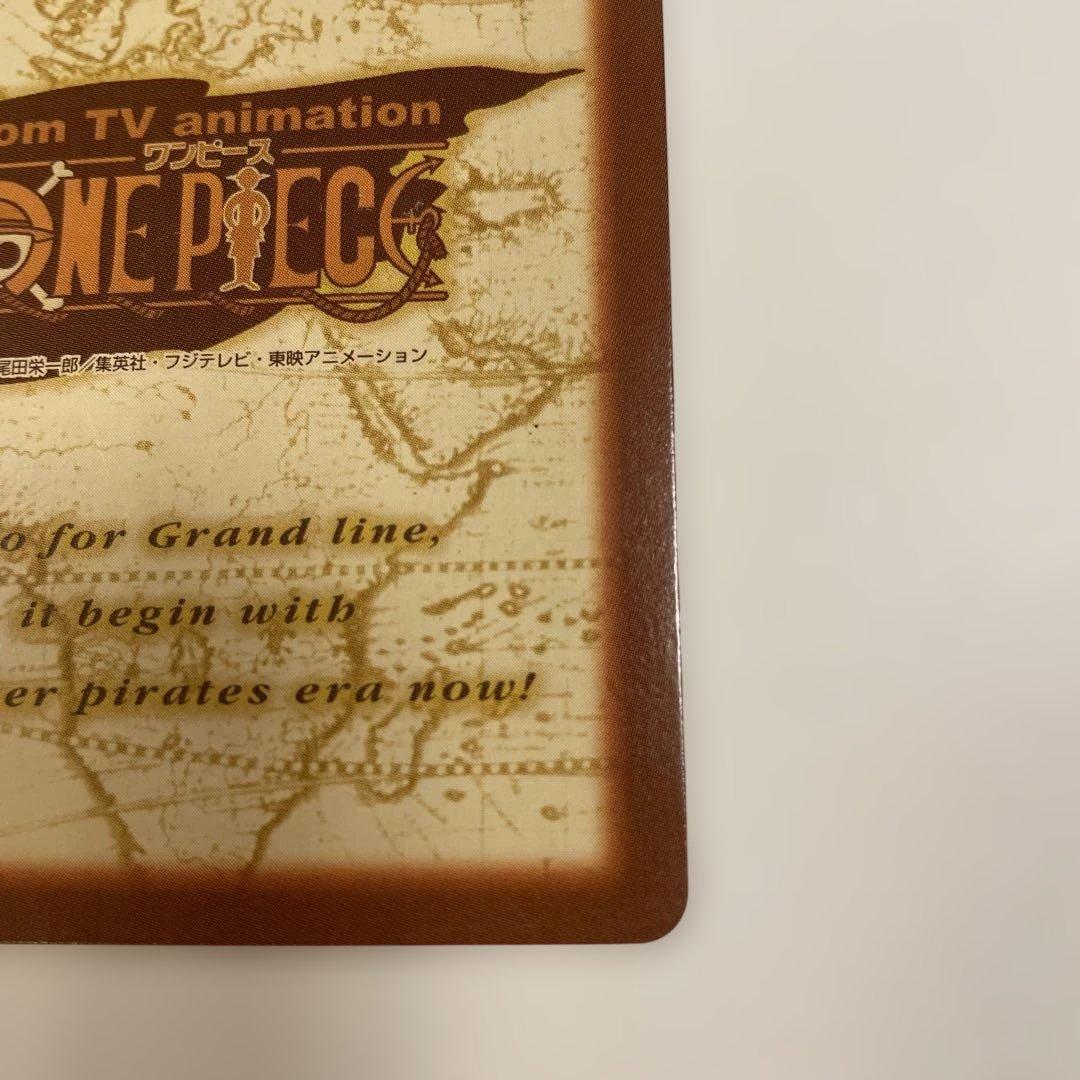 om TV animation
ワンピース
ONE PIECE
尾田栄一郎／集英社・フジテレビ・東映アニメーション
o for Grand line,
it begin with
er pirates era now!